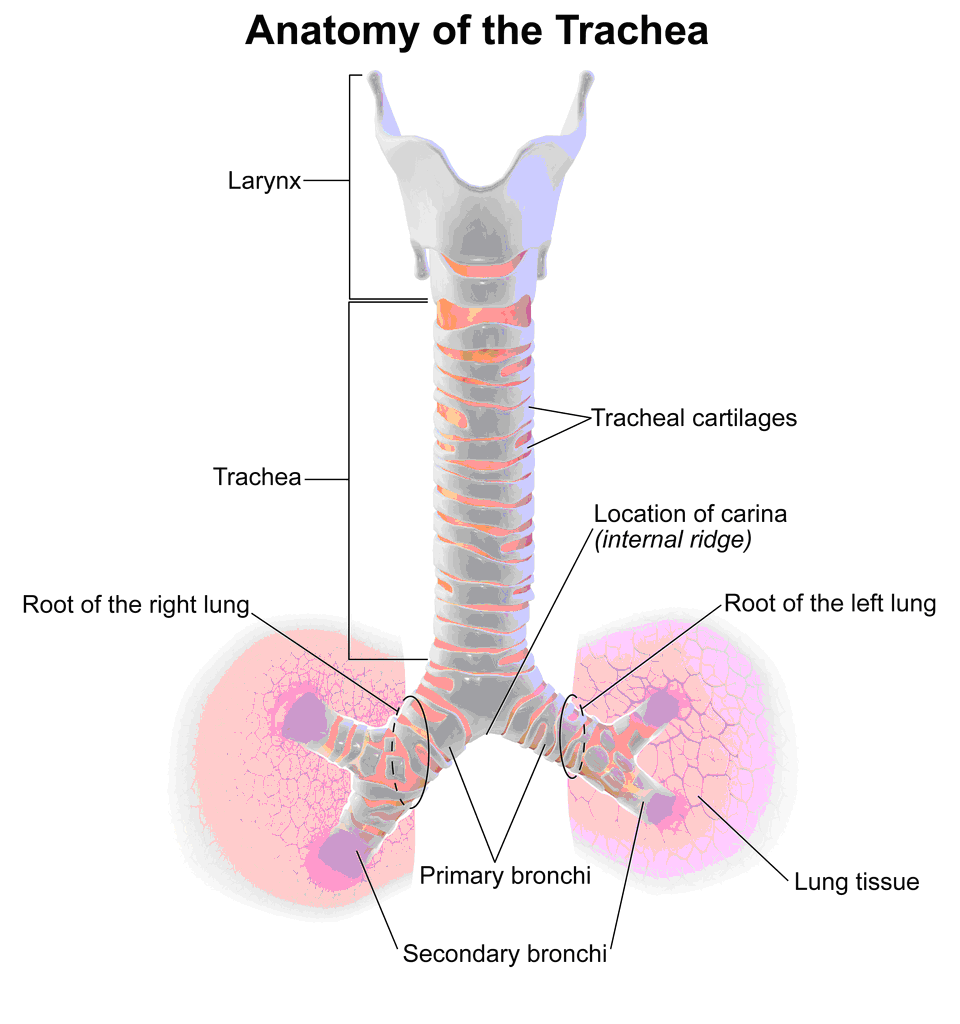 Anatomy of the Trachea
Larynx
Tracheal cartilages
Trachea
Location of carina
(internal ridge)
Root of the right lung
Root of the left lung
Primary bronchi
Lung tissue
Secondary bronchi